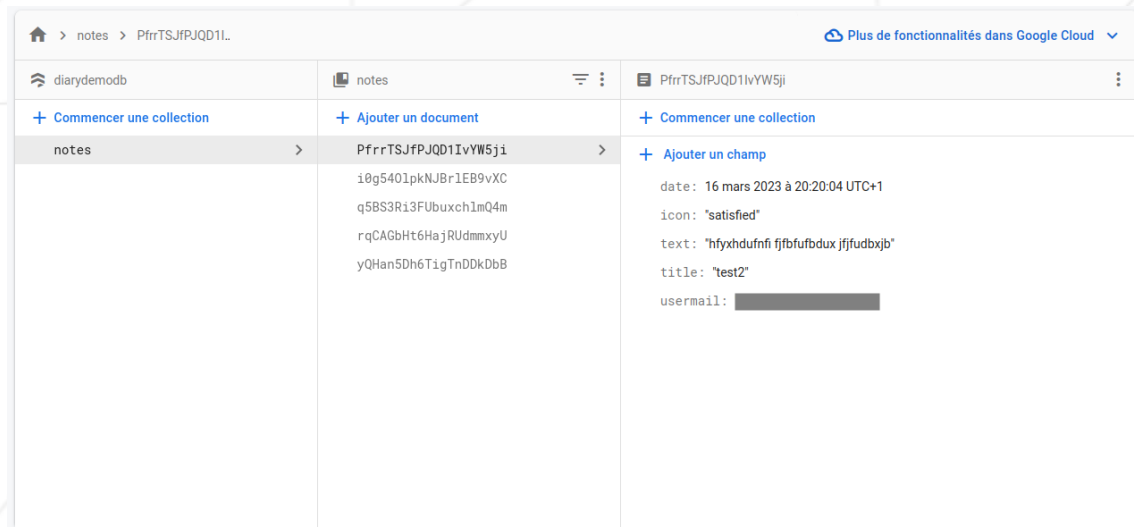 notes PfrrTSJfPJQD1I..
Plus de fonctionnalités dans Google Cloud
diarydemodb
Commencer une collection
notes
notes
Ajouter un document
PfrrTSJfPJQD1IvYW5ji
i0g54OlpkNJBrlEB9vXC
q5BS3Ri3FUbuxchlmQ4m
rqCAGbHt6HajRUdmmxyU
yQHan5Dh6TigTnDDkDbB
PfrrTSJfPJQD1IvYW5ji
Commencer une collection
Ajouter un champ
date: 16 mars 2023 à 20:20:04 UTC+1
icon: "satisfied"
text: "hfyxhdufnfi fjfbfufbdux jfjfudbxjb"
title: "test2"
usermail: